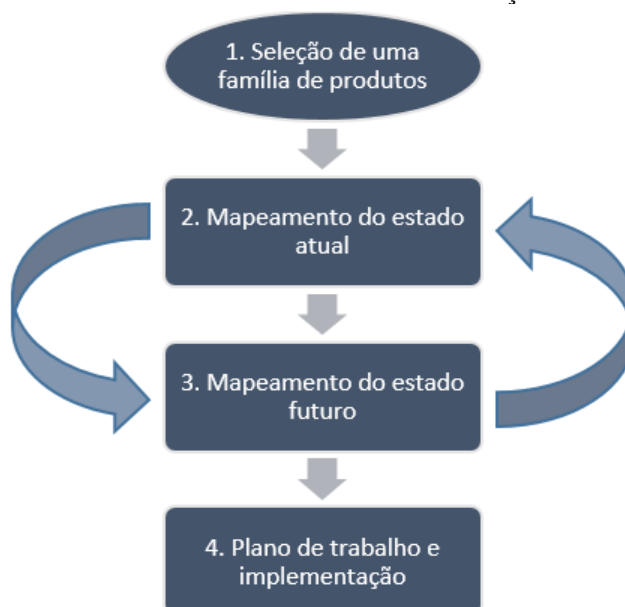 1. Seleção de uma
família de produtos
2. Mapeamento do estado
atual
3. Mapeamento do estado
futuro
4. Plano de trabalho e
implementação